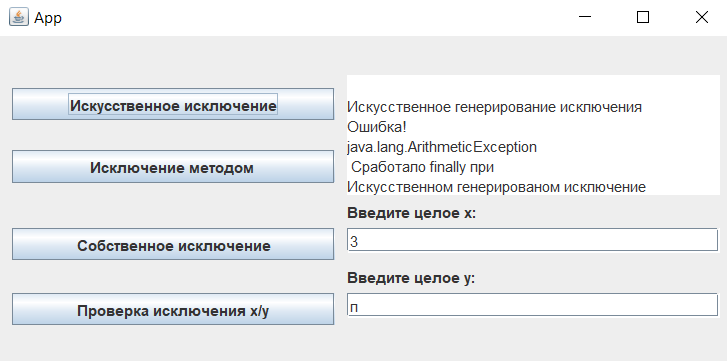 App
Искусственное исключение
Исключение методом
Собственное исключение
Проверка исключения x/y
Искусственное генерирование исключения
Ошибка!
java.lang.ArithmeticException
Сработало finally при
Искусственном генерированом исключение
Введите целое x:
3
Введите целое y:
п